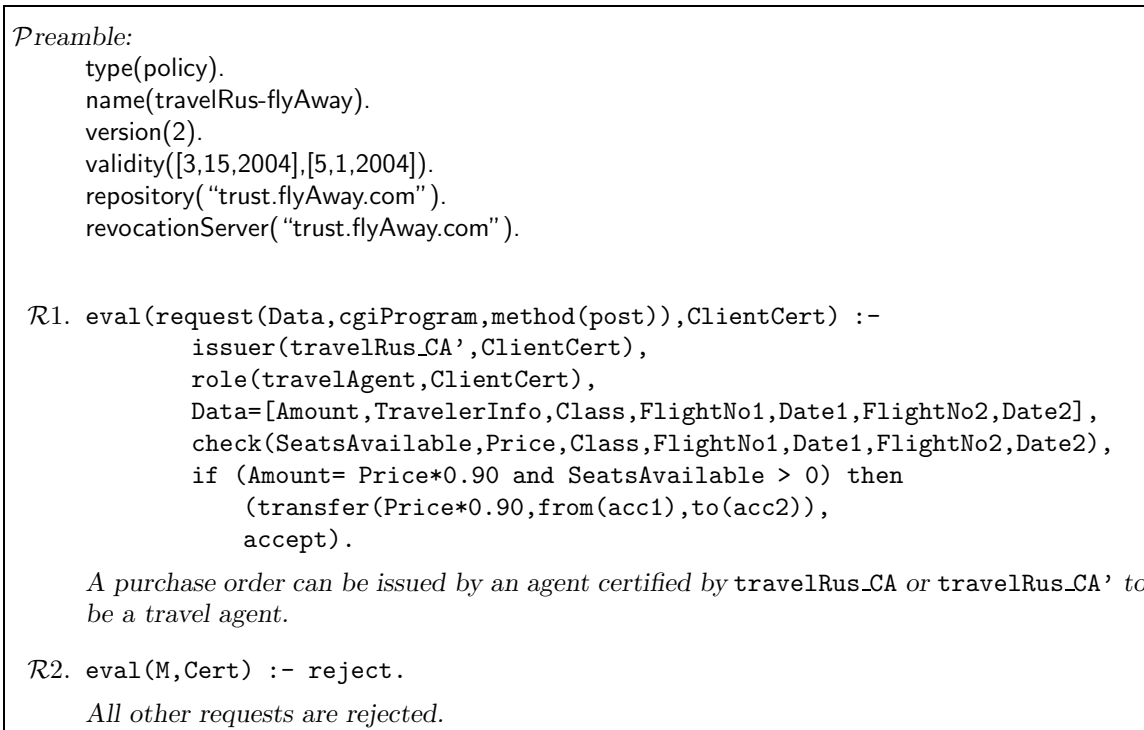 Preamble:
type(policy).
name(travelRus-flyAway).
version(2).
validity([3,15,2004],[5,1,2004]).
repository(“trust.flyAway.com”).
revocationServer(“trust.flyAway.com”).
R1. eval(request(Data,cgiProgram,method(post)),ClientCert) :-
issuer(travelRus_CA’,ClientCert),
role(travelAgent,ClientCert),
Data=[Amount,TravelerInfo,Class,FlightNo1,Date1,FlightNo2,Date2],
check(SeatsAvailable,Price,Class,FlightNo1,Date1,FlightNo2,Date2),
if (Amount= Price*0.90 and SeatsAvailable > 0) then
(transfer(Price*0.90,from(acc1),to(acc2)),
accept).
A purchase order can be issued by an agent certified by travelRus_CA or travelRus_CA’ to
be a travel agent.
R2. eval(M,Cert) :- reject.
All other requests are rejected.